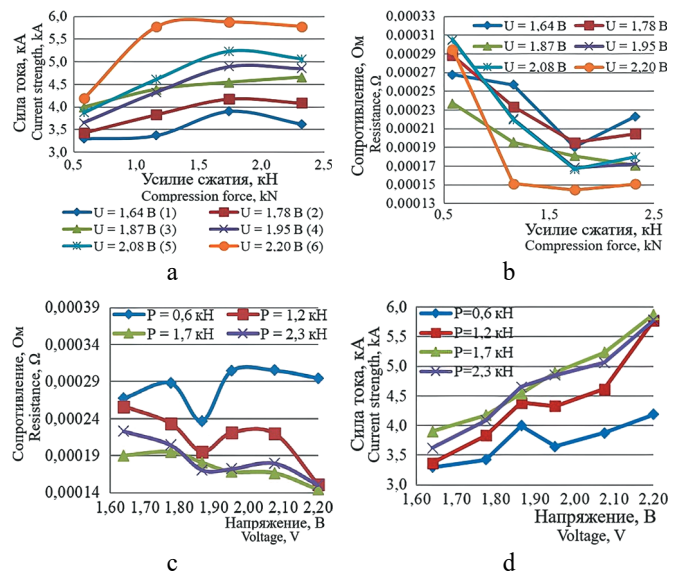 Сила тока, кА
Current strength, kA
6,0
5,5
5,0
4,5
4,0
3,5
3,0
0,5
1,0
1,5
2,0
2,5
Усилие сжатия, кН
Compression force, kN
U = 1.64 В (1)
U = 1.78 В (2)
U = 1.87 В (3)
U = 1.95 В (4)
U = 2,08 В (5)
U = 2.20 В (6)
a
Сопротивление, Ом
Resistance, Ω
0,00033
0,00031
0,00029
0,00027
0,00025
0,00023
0,00021
0,00019
0,00017
0,00015
0,00013
U = 1.64 В
U = 1.78 В
U = 1.87 В
U = 1.95 В
U = 2.08 В
U = 2,20 В
0,5
1,5
2,5
Усилие сжатия, кН
Compression force, kN
b
Сопротивление, Ом
Resistance, Ω
0,00039
0,00034
0,00029
0,00024
0,00019
0,00014
P = 0,6 кН
P = 1,2 кН
P = 1,7 кН
P = 2,3 кН
1,60 1,70 1,80 1,90 2,00 2,10 2,20
Напряжение, В
Voltage, V
c
Сила тока, кА
Current strength, kA
6,0
5,5
5,0
4,5
4,0
3,5
3,0
P=0,6 кН
P=1,2 кН
P=1,7 кН
P=2,3 кН
1,60 1,70 1,80 1,90 2,00 2,10 2,20
Напряжение, В
Voltage, V
d